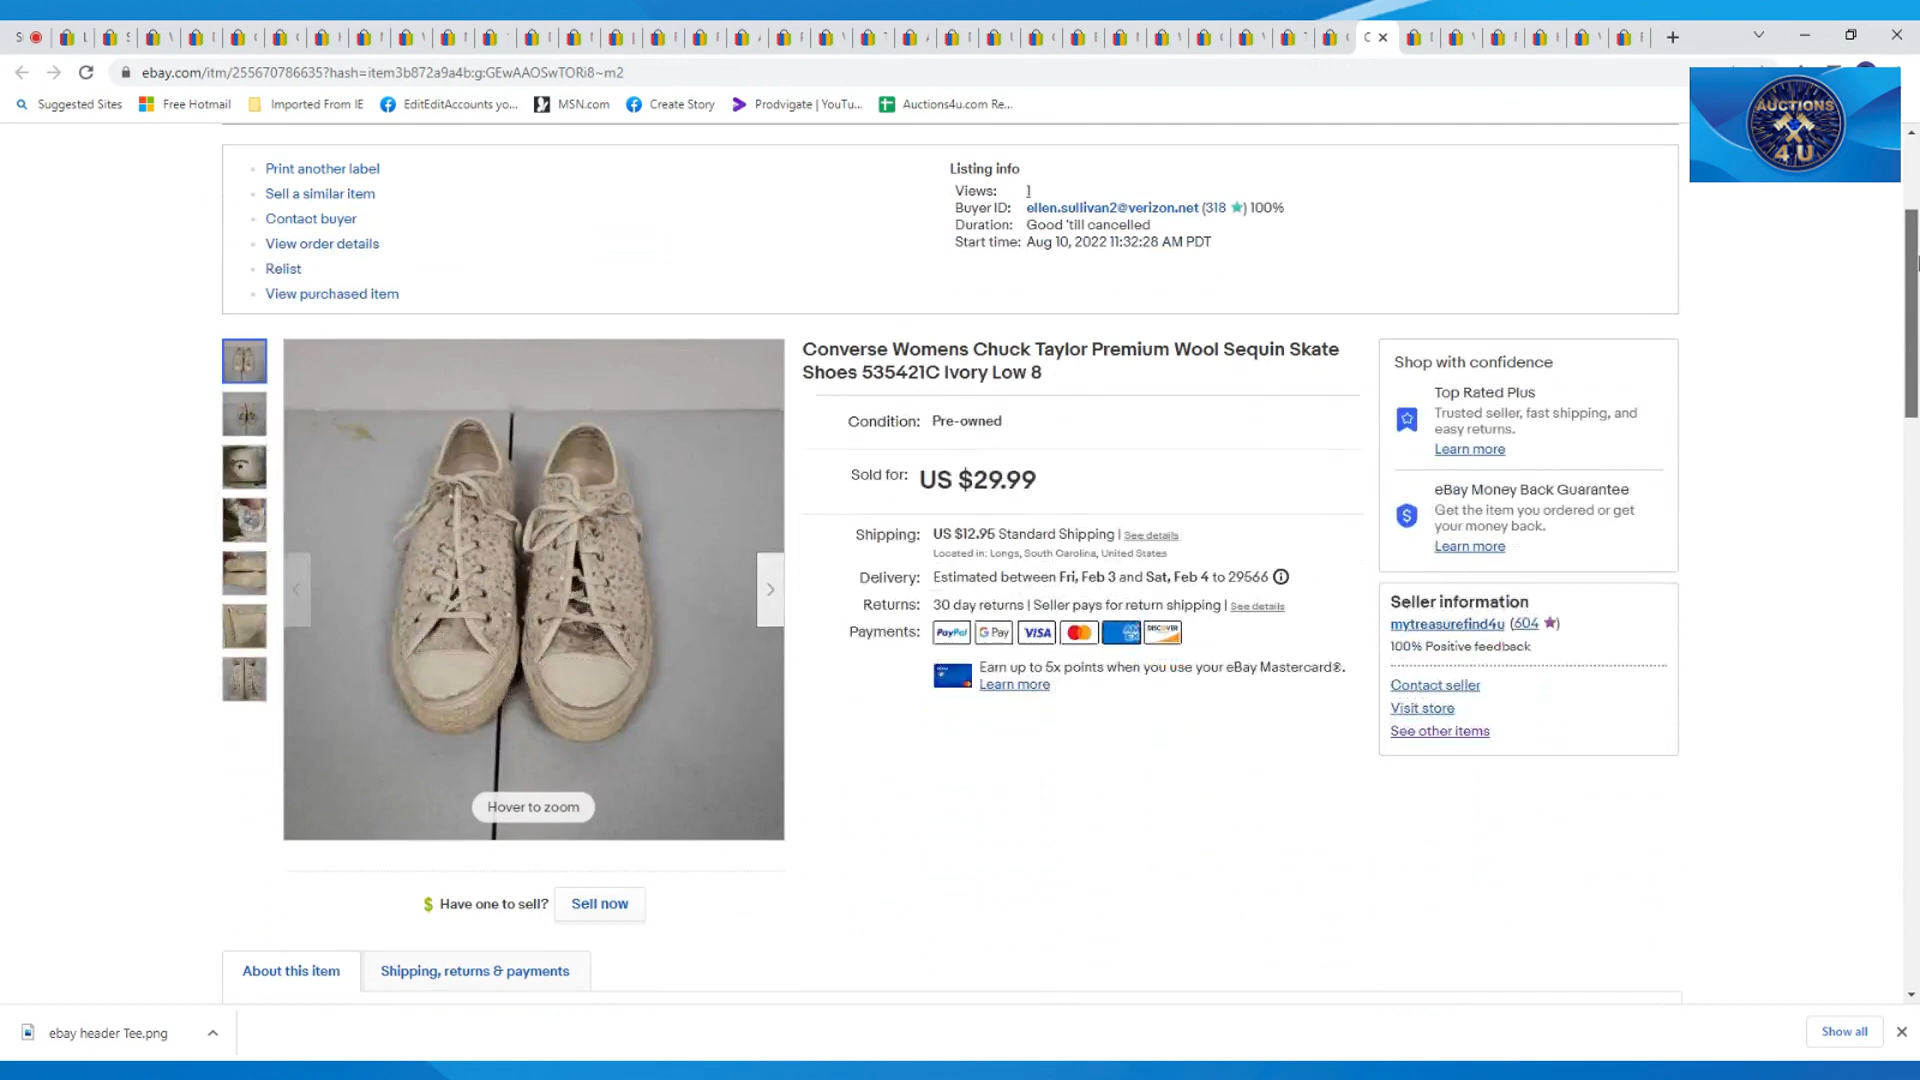 ebay.com/itm/255670786635?hash=item3b872a9a4b:g:GEwAAOSwTORi8~m2
Suggested Sites
Free Hotmail
Imported From IE
EditEditAccounts yo...
MSN.com
Create Story
Prodvigate | YouTu...
Auctions4u.com Re...
AUCTIONS
4 U
Print another label
Sell a similar item
Contact buyer
View order details
Relist
View purchased item
Listing info
Views: 1
Buyer ID: ellen.sullivan2@verizon.net (318 ) 100%
Duration: Good 'till cancelled
Start time: Aug 10, 2022 11:32:28 AM PDT
Converse Womens Chuck Taylor Premium Wool Sequin Skate
Shoes 535421C Ivory Low 8
Condition: Pre-owned
Sold for: US $29.99
Shipping: US $12.95 Standard Shipping | See details
Located in: Longs, South Carolina, United States
Delivery: Estimated between Fri, Feb 3 and Sat, Feb 4 to 29566
Returns: 30 day returns | Seller pays for return shipping | See details
Payments: PayPal G Pay VISA DISCOVER
Earn up to 5x points when you use your eBay Mastercard®.
Learn more
Shop with confidence
Top Rated Plus
Trusted seller, fast shipping, and
easy returns.
Learn more
eBay Money Back Guarantee
Get the item you ordered or get
your money back.
Learn more
Seller information
mytreasurefind4u (604 )
100% Positive feedback
Contact seller
Visit store
See other items
Hover to zoom
Have one to sell? Sell now
About this item
Shipping, returns & payments
ebay header Tee.png
Show all